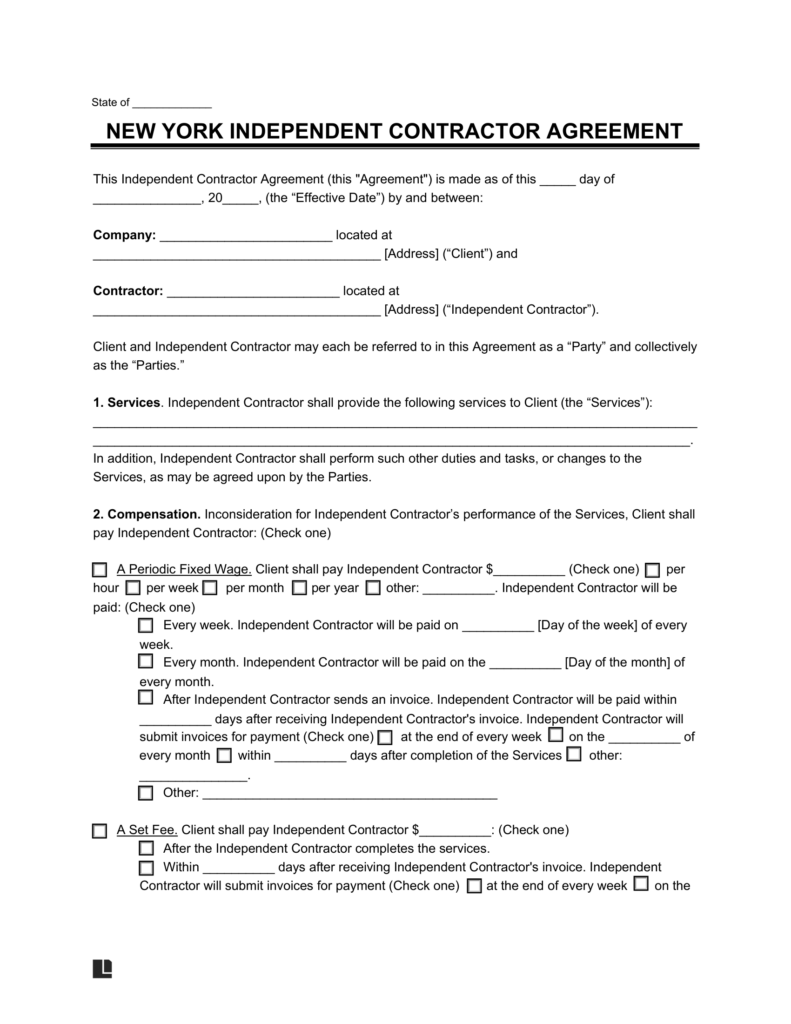 State of _____________
NEW YORK INDEPENDENT CONTRACTOR AGREEMENT
This Independent Contractor Agreement (this "Agreement") is made as of this _____ day of
_______________, 20_____, (the “Effective Date”) by and between:
Company: ________________________ located at
________________________________________ [Address] (“Client”) and
Contractor: ________________________ located at
________________________________________ [Address] (“Independent Contractor”).
Client and Independent Contractor may each be referred to in this Agreement as a “Party” and collectively
as the “Parties.”
1. Services. Independent Contractor shall provide the following services to Client (the “Services”):
____________________________________________________________________________________
___________________________________________________________________________________.
In addition, Independent Contractor shall perform such other duties and tasks, or changes to the
Services, as may be agreed upon by the Parties.
2. Compensation. Inconsideration for Independent Contractor’s performance of the Services, Client shall
pay Independent Contractor: (Check one)
☐ A Periodic Fixed Wage. Client shall pay Independent Contractor $__________ (Check one) ☐ per
hour ☐ per week ☐ per month ☐ per year ☐ other: __________. Independent Contractor will be
paid: (Check one)
☐ Every week. Independent Contractor will be paid on __________ [Day of the week] of every
week.
☐ Every month. Independent Contractor will be paid on the __________ [Day of the month] of
every month.
☐ After Independent Contractor sends an invoice. Independent Contractor will be paid within
__________ days after receiving Independent Contractor's invoice. Independent Contractor will
submit invoices for payment (Check one) ☐ at the end of every week ☐ on the __________ of
every month ☐ within __________ days after completion of the Services ☐ other:
_______________.
☐ Other: _________________________________________
☐ A Set Fee. Client shall pay Independent Contractor $__________: (Check one)
☐ After the Independent Contractor completes the services.
☐ Within __________ days after receiving Independent Contractor's invoice. Independent
Contractor will submit invoices for payment (Check one) ☐ at the end of every week ☐ on the